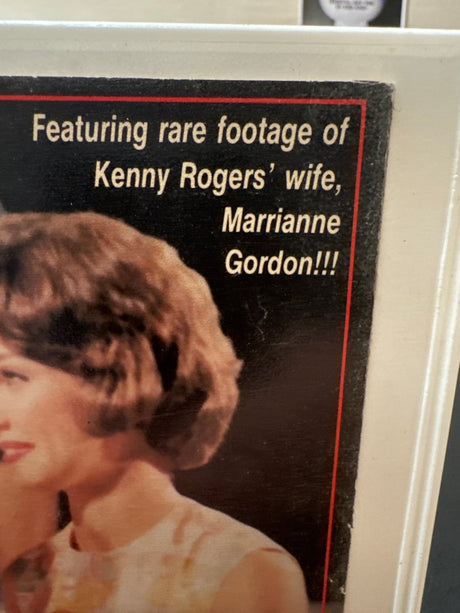 Featuring rare footage of
Kenny Rogers' wife,
Marrianne
Gordon!!!